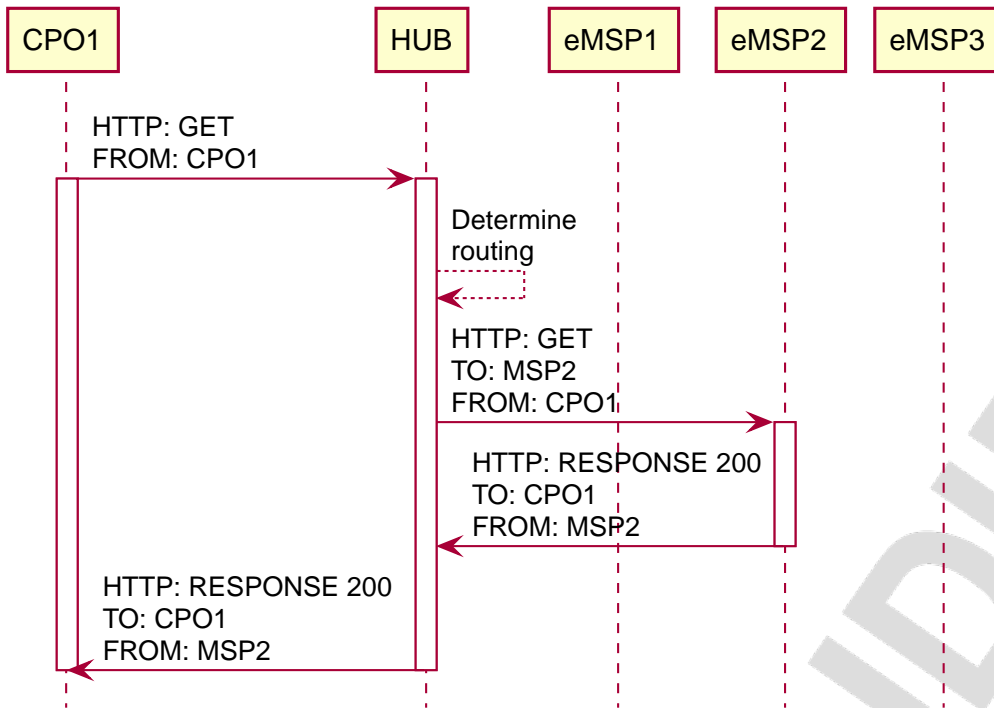 CPO1
HUB
eMSP1
eMSP2
eMSP3
HTTP: GET
FROM: CPO1
Determine
routing
HTTP: GET
TO: MSP2
FROM: CPO1
HTTP: RESPONSE 200
TO: CPO1
FROM: MSP2
HTTP: RESPONSE 200
TO: CPO1
FROM: MSP2